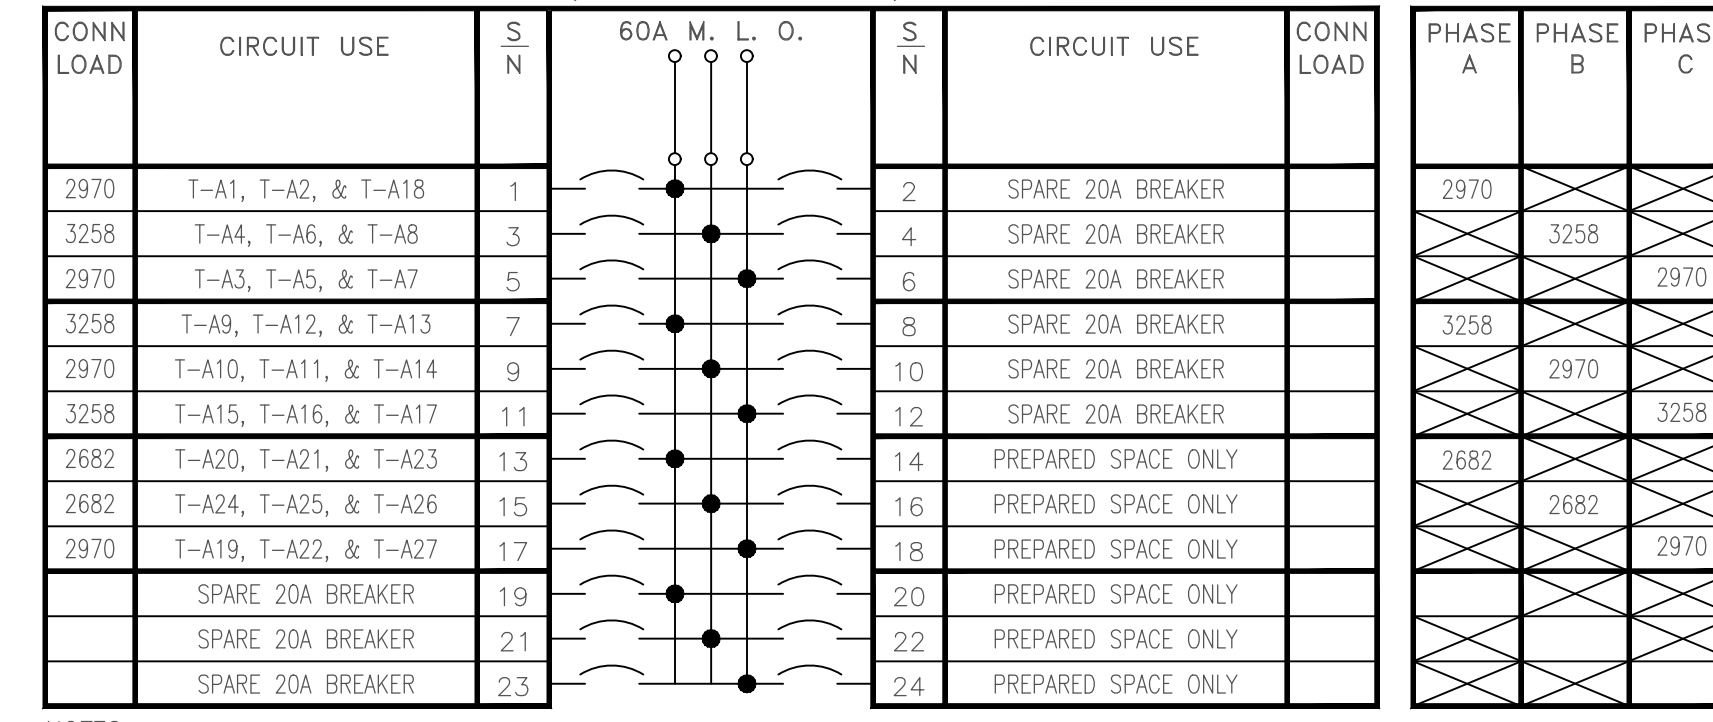 CONN LOAD CIRCUIT USE S/N 60A M. L. O. S/N CIRCUIT USE CONN LOAD PHASE A PHASE B PHAS C
2970 T-A1, T-A2, & T-A18 1 2 SPARE 20A BREAKER 2970
3258 T-A4, T-A6, & T-A8 3 4 SPARE 20A BREAKER 3258
2970 T-A3, T-A5, & T-A7 5 6 SPARE 20A BREAKER 2970
3258 T-A9, T-A12, & T-A13 7 8 SPARE 20A BREAKER 3258
2970 T-A10, T-A11, & T-A14 9 10 SPARE 20A BREAKER 2970
3258 T-A15, T-A16, & T-A17 11 12 SPARE 20A BREAKER 3258
2682 T-A20, T-A21, & T-A23 13 14 PREPARED SPACE ONLY 2682
2682 T-A24, T-A25, & T-A26 15 16 PREPARED SPACE ONLY 2682
2970 T-A19, T-A22, & T-A27 17 18 PREPARED SPACE ONLY 2970
SPARE 20A BREAKER 19 20 PREPARED SPACE ONLY
SPARE 20A BREAKER 21 22 PREPARED SPACE ONLY
SPARE 20A BREAKER 23 24 PREPARED SPACE ONLY